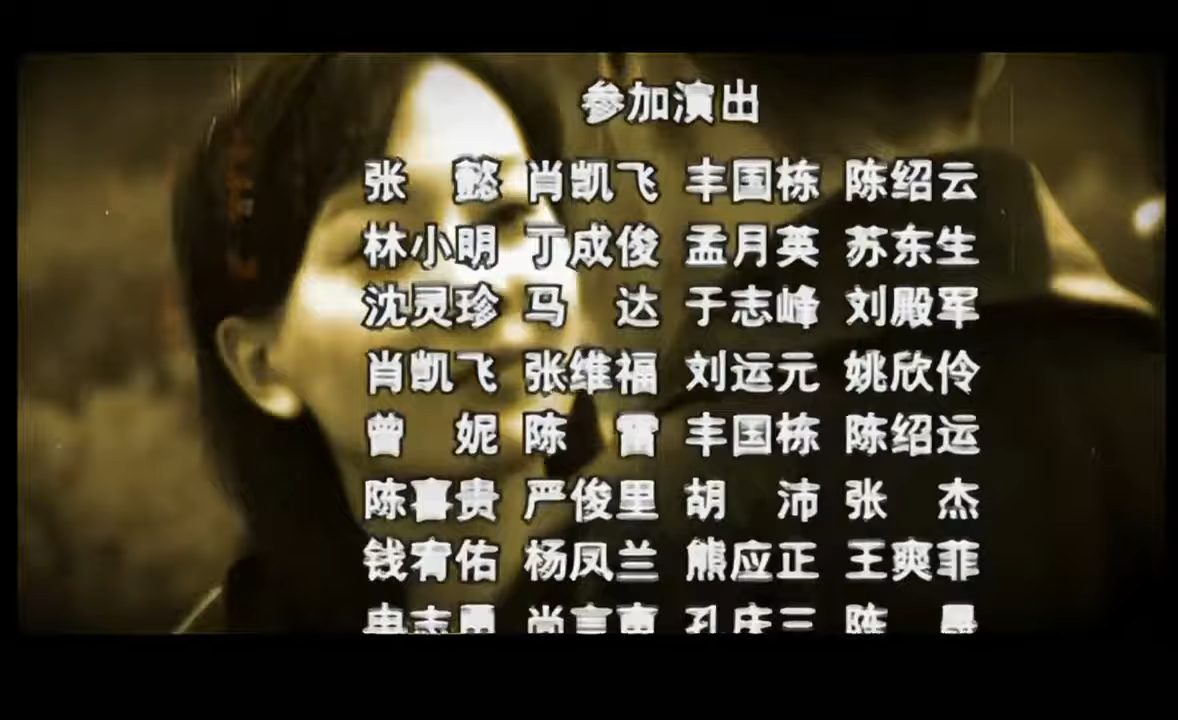 参加演出
张 懿 肖凯飞 丰国栋 陈绍云
林小明 丁成俊 孟月英 苏东生
沈灵珍 马 达 于志峰 刘殿军
肖凯飞 张维福 刘运元 姚欣伶
曾 妮 陈 雷 丰国栋 陈绍运
陈喜贵 严俊里 胡 沛 张 杰
钱宥佑 杨凤兰 熊应正 王爽菲
孔庆三 陈